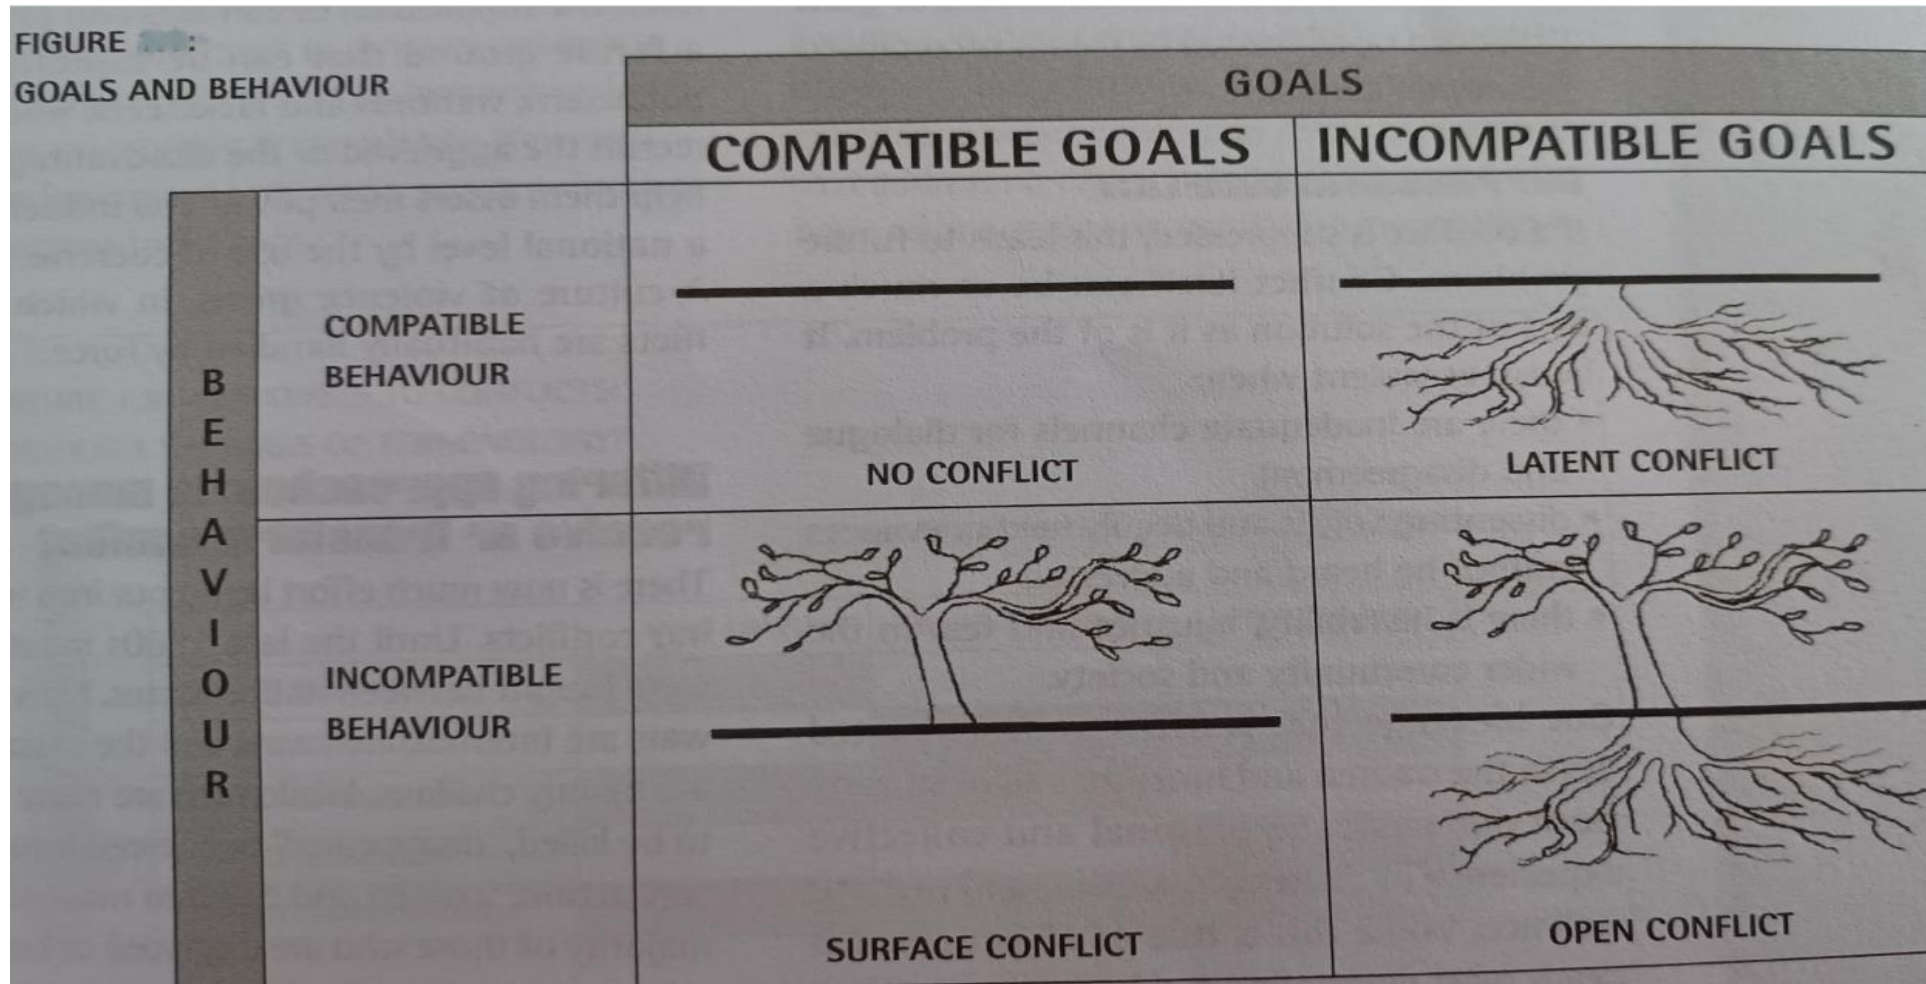 FIGURE :
GOALS AND BEHAVIOUR
GOALS
COMPATIBLE GOALS
INCOMPATIBLE GOALS
BEHAVIOUR
COMPATIBLE
BEHAVIOUR
NO CONFLICT
LATENT CONFLICT
INCOMPATIBLE
BEHAVIOUR
SURFACE CONFLICT
OPEN CONFLICT